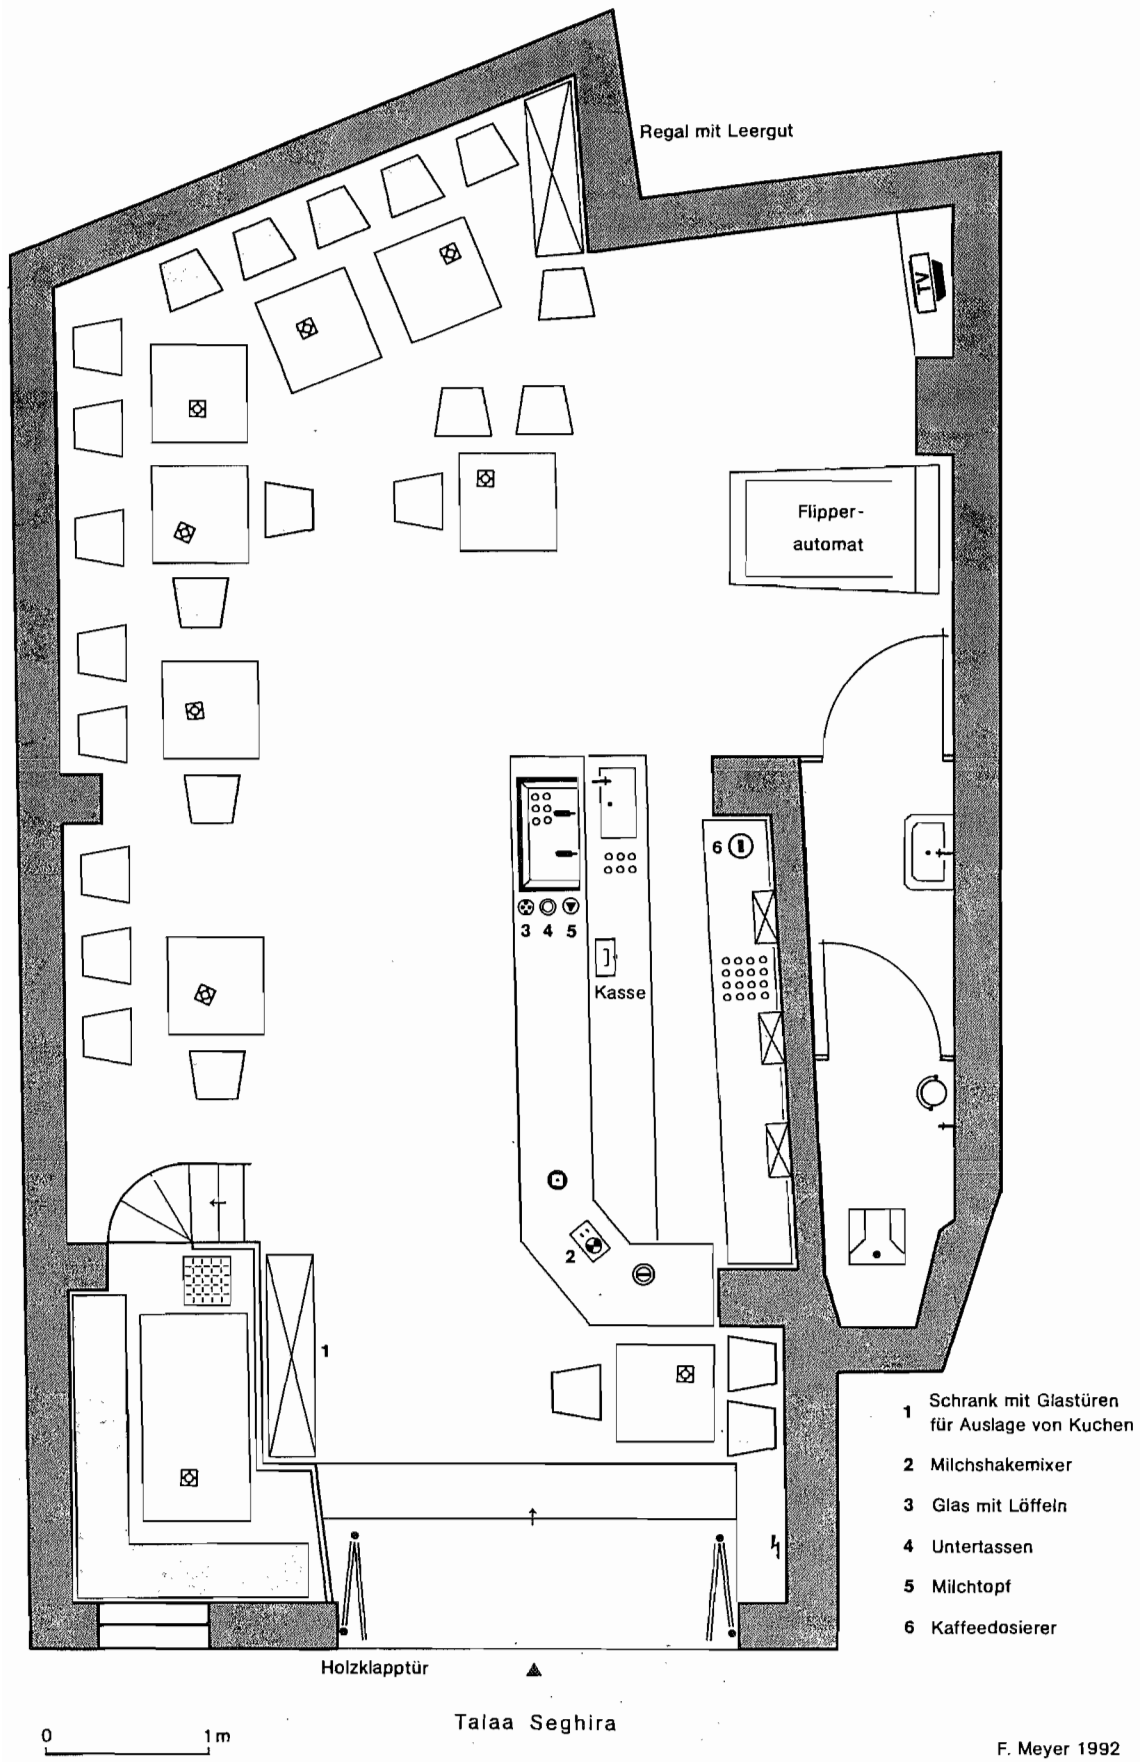 Regal mit Leergut
TV
Flipper-
automat
6
3 4 5
Kasse
2
1
1 Schrank mit Glastüren
für Auslage von Kuchen
2 Milchshakemixer
3 Glas mit Löffeln
4 Untertassen
5 Milchtopf
6 Kaffeedosierer
Holzklapptür
Talaa Seghira
0 1m
F. Meyer 1992